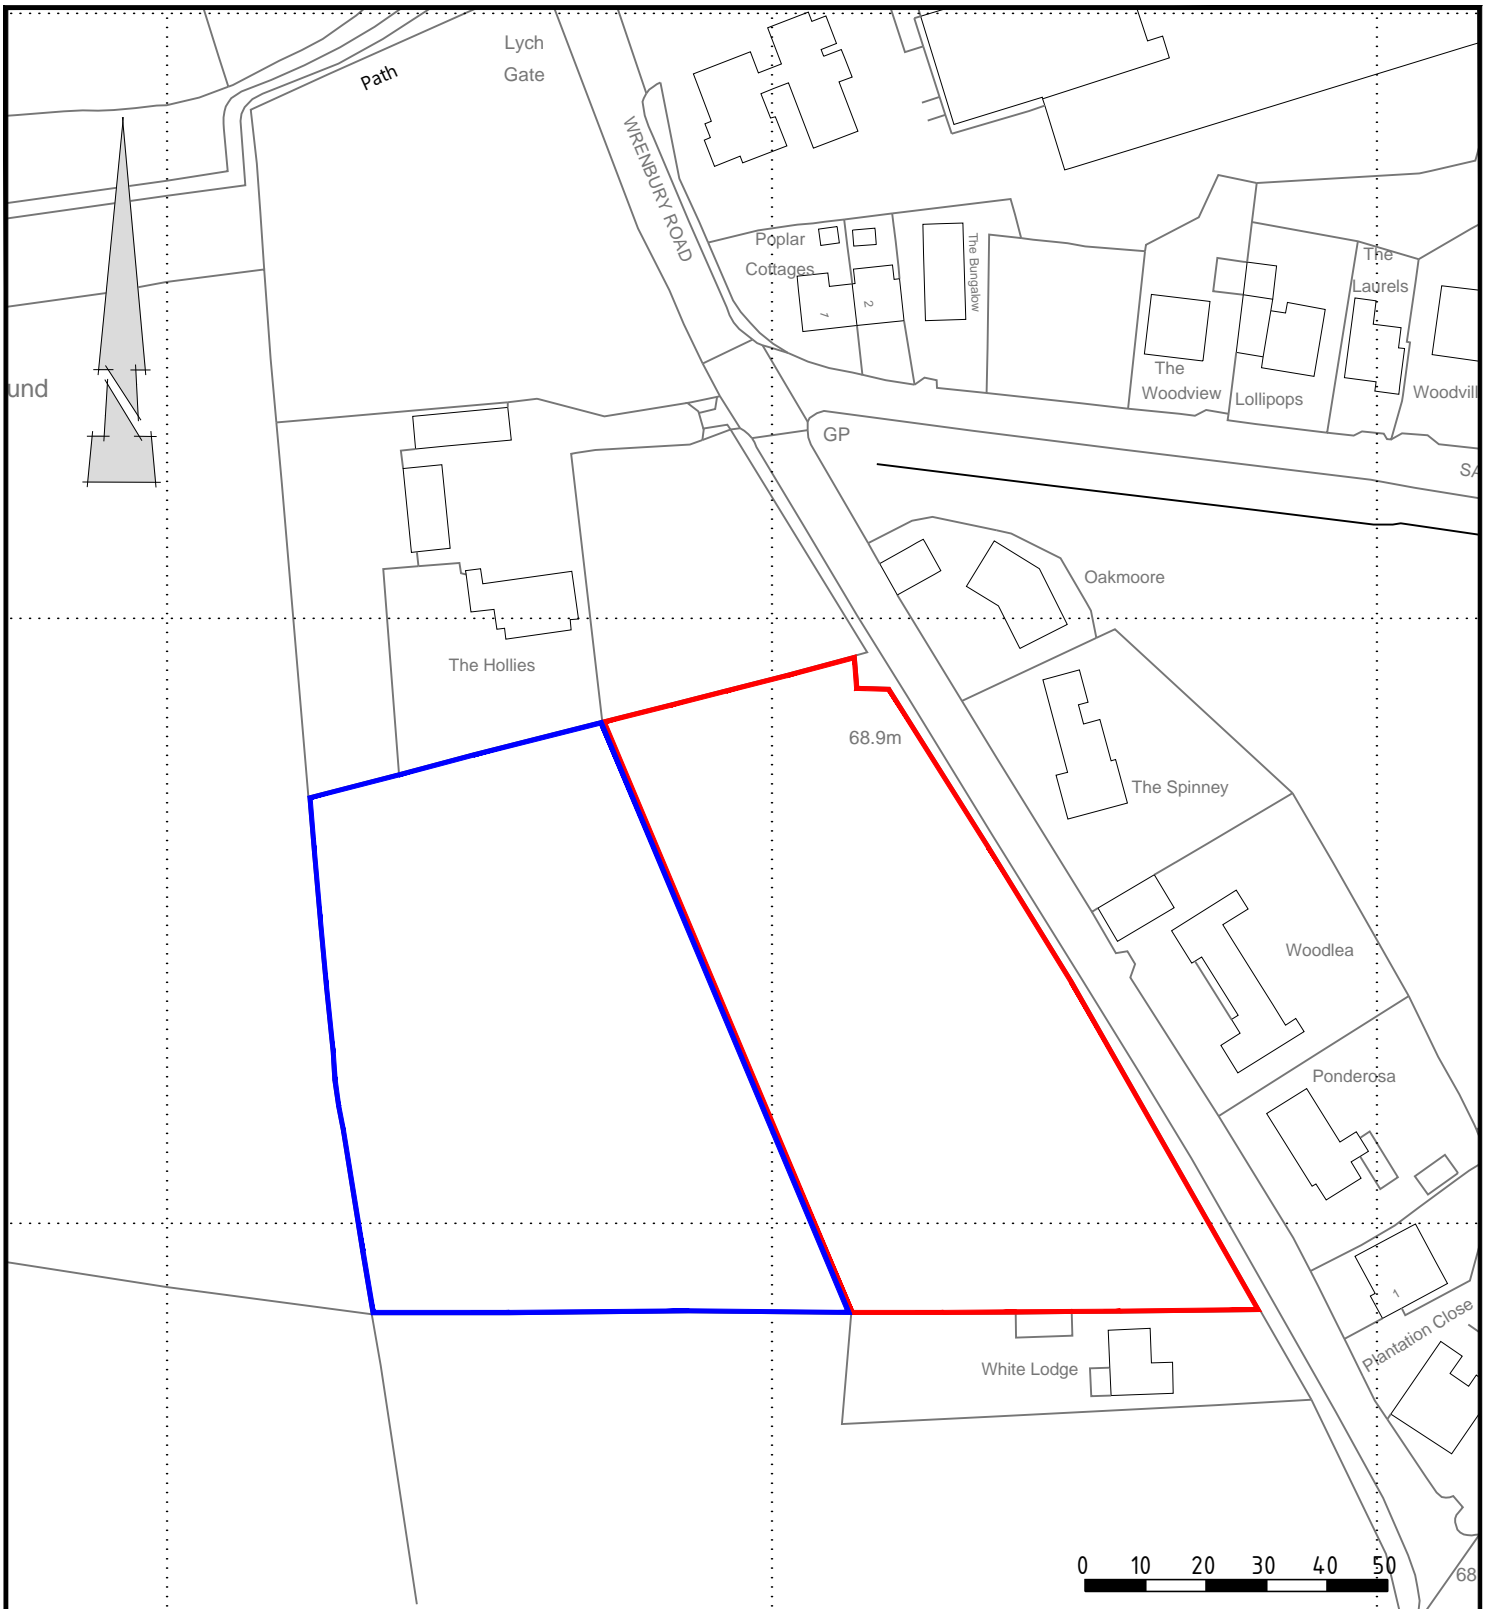 Lych
Gate
Path
WRENBURY ROAD
Poplar
Cottages
1
2
The Bungalow
The
Laurels
The
Woodview
Lollipops
Woodvill
und
GP
SA
Oakmoore
The Hollies
68.9m
The Spinney
Woodlea
Ponderosa
1
Plantation Close
White Lodge
0 10 20 30 40 50
68